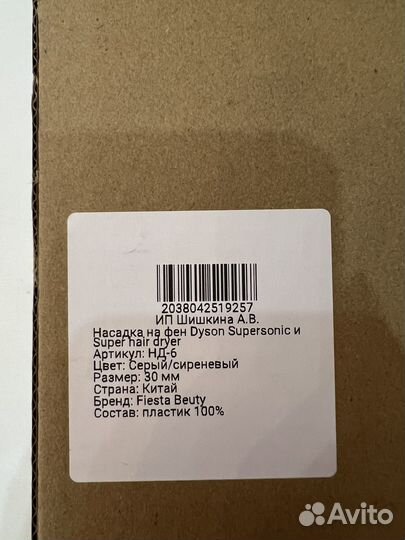 2038042519257
ИП Шишкина А.В.
Насадка на фен Dyson Supersonic и
Super hair dryer
Артикул: НД-6
Цвет: Серый/сиреневый
Размер: 30 мм
Страна: Китай
Бренд: Fiesta Beuty
Состав: пластик 100%
Avito